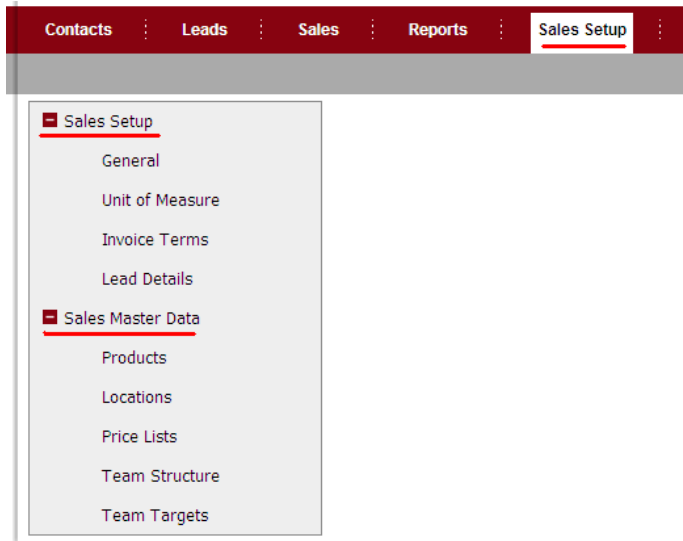 Contacts Leads Sales Reports Sales Setup
Sales Setup
General
Unit of Measure
Invoice Terms
Lead Details
Sales Master Data
Products
Locations
Price Lists
Team Structure
Team Targets